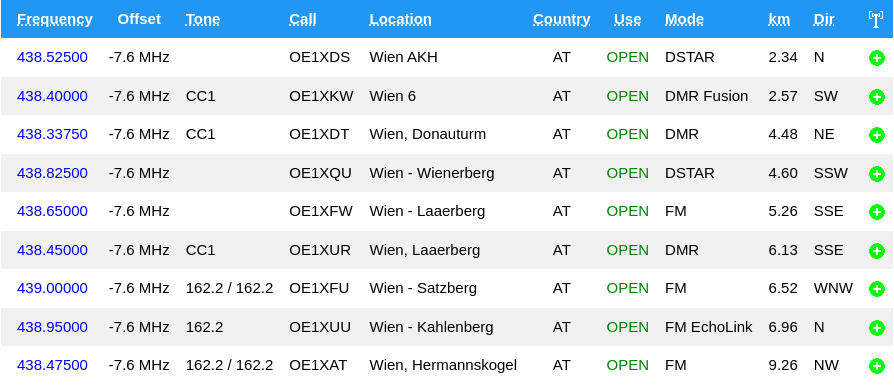 Frequency Offset Tone Call Location Country Use Mode km Dir
438.52500 -7.6 MHz OE1XDS Wien AKH AT OPEN DSTAR 2.34 N
438.40000 -7.6 MHz CC1 OE1XKW Wien 6 AT OPEN DMR Fusion 2.57 SW
438.33750 -7.6 MHz CC1 OE1XDT Wien, Donauturm AT OPEN DMR 4.48 NE
438.82500 -7.6 MHz OE1XQU Wien - Wienerberg AT OPEN DSTAR 4.60 SSW
438.65000 -7.6 MHz OE1XFW Wien - Laaerberg AT OPEN FM 5.26 SSE
438.45000 -7.6 MHz CC1 OE1XUR Wien, Laaerberg AT OPEN DMR 6.13 SSE
439.00000 -7.6 MHz 162.2 / 162.2 OE1XFU Wien - Satzberg AT OPEN FM 6.52 WNW
438.95000 -7.6 MHz 162.2 OE1XUU Wien - Kahlenberg AT OPEN FM EchoLink 6.96 N
438.47500 -7.6 MHz 162.2 / 162.2 OE1XAT Wien, Hermannskogel AT OPEN FM 9.26 NW